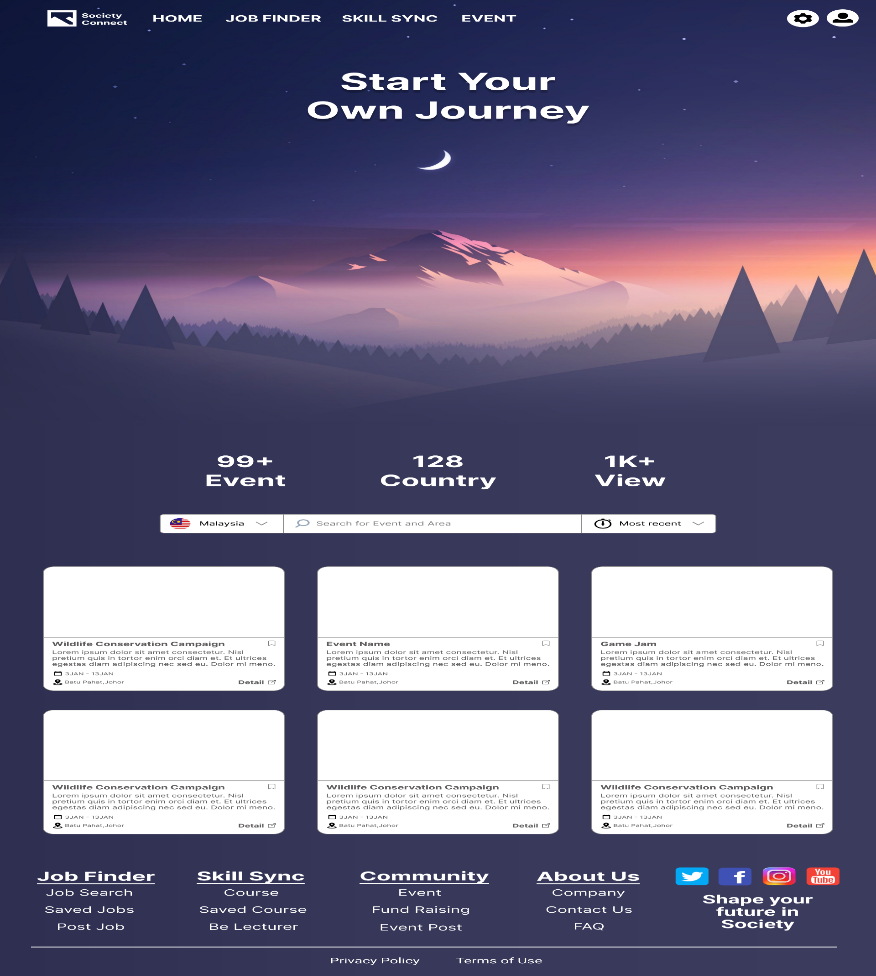 Society
Connect
HOME JOB FINDER SKILL SYNC EVENT
Start Your
Own Journey
99+ 128 1K+
Event Country View
Malaysia Search for Event and Area Most recent
Wildlife Conservation Campaign
Lorem ipsum dolor sit amet consectetur. Nisl
pretium quis in tortor enim orci diam et. Et ultrices
egestas diam adipiscing nec sed eu. Dolor mi meno.
3JAN - 13JAN
Batu Pahat,Johor Detail
Event Name
Lorem ipsum dolor sit amet consectetur. Nisl
pretium quis in tortor enim orci diam et. Et ultrices
egestas diam adipiscing nec sed eu. Dolor mi meno.
3JAN - 13JAN
Batu Pahat,Johor Detail
Game Jam
Lorem ipsum dolor sit amet consectetur. Nisl
pretium quis in tortor enim orci diam et. Et ultrices
egestas diam adipiscing nec sed eu. Dolor mi meno.
3JAN - 13JAN
Batu Pahat,Johor Detail
Wildlife Conservation Campaign
Lorem ipsum dolor sit amet consectetur. Nisl
pretium quis in tortor enim orci diam et. Et ultrices
egestas diam adipiscing nec sed eu. Dolor mi meno.
3JAN - 13JAN
Batu Pahat,Johor Detail
Wildlife Conservation Campaign
Lorem ipsum dolor sit amet consectetur. Nisl
pretium quis in tortor enim orci diam et. Et ultrices
egestas diam adipiscing nec sed eu. Dolor mi meno.
3JAN - 13JAN
Batu Pahat,Johor Detail
Wildlife Conservation Campaign
Lorem ipsum dolor sit amet consectetur. Nisl
pretium quis in tortor enim orci diam et. Et ultrices
egestas diam adipiscing nec sed eu. Dolor mi meno.
3JAN - 13JAN
Batu Pahat,Johor Detail
Job Finder
Job Search
Saved Jobs
Post Job
Skill Sync
Course
Saved Course
Be Lecturer
Community
Event
Fund Raising
Event Post
About Us
Company
Contact Us
FAQ
f
You
Tube
Shape your
future in
Society
Privacy Policy Terms of Use